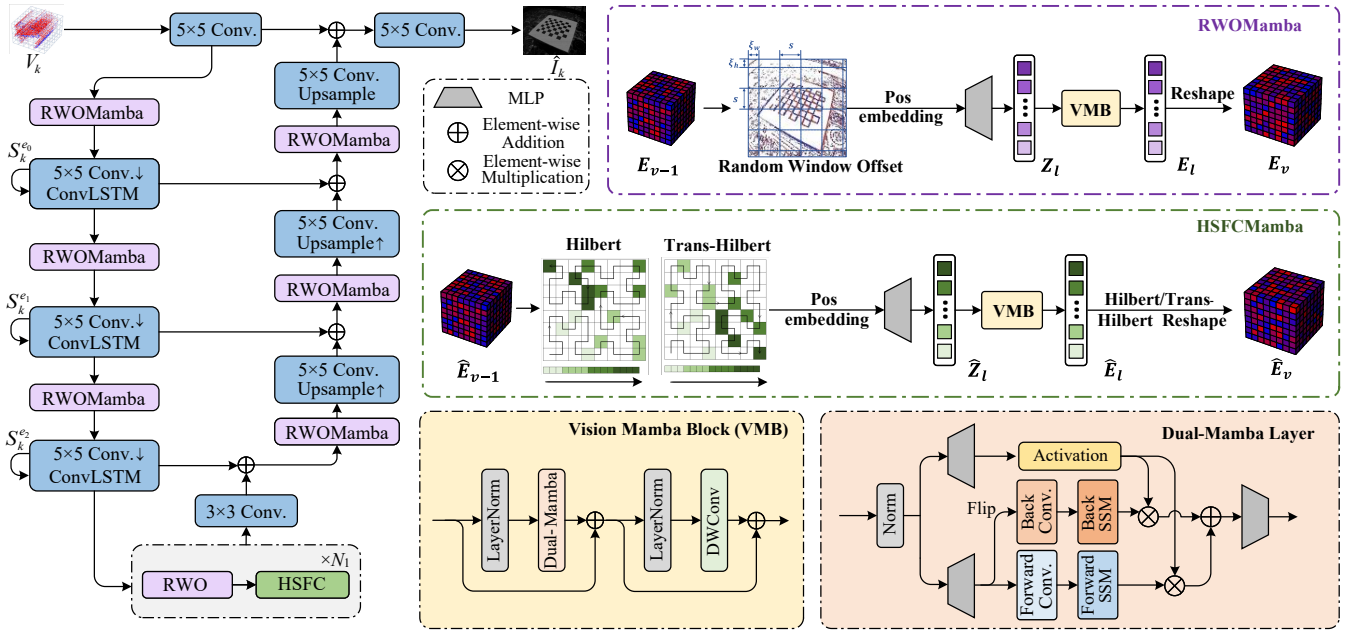 V_k
5×5 Conv.
5×5 Conv.
Î_k
5×5 Conv.
Upsample
RWOMamba
RWOMamba
S_k^{e_0}
5×5 Conv.↓
ConvLSTM
5×5 Conv.
Upsample↑
RWOMamba
RWOMamba
S_k^{e_1}
5×5 Conv.↓
ConvLSTM
5×5 Conv.
Upsample↑
RWOMamba
RWOMamba
S_k^{e_2}
5×5 Conv.↓
ConvLSTM
3×3 Conv.
×N_1
RWO
HSFC
MLP
Element-wise
Addition
Element-wise
Multiplication
RWOMamba
E_{v-1}
ξ_w
s
ξ_h
s
Random Window Offset
Pos
embedding
Z_l
VMB
E_l
Reshape
E_v
HSFCMamba
Ê_{v-1}
Hilbert
Trans-Hilbert
Pos
embedding
Ẑ_l
VMB
Ê_l
Hilbert/Trans-
Hilbert Reshape
Ê_v
Vision Mamba Block (VMB)
LayerNorm
Dual-Mamba
LayerNorm
DWConv
Dual-Mamba Layer
Norm
Flip
Activation
Back
Conv.
Back
SSM
Forward
Conv.
Forward
SSM